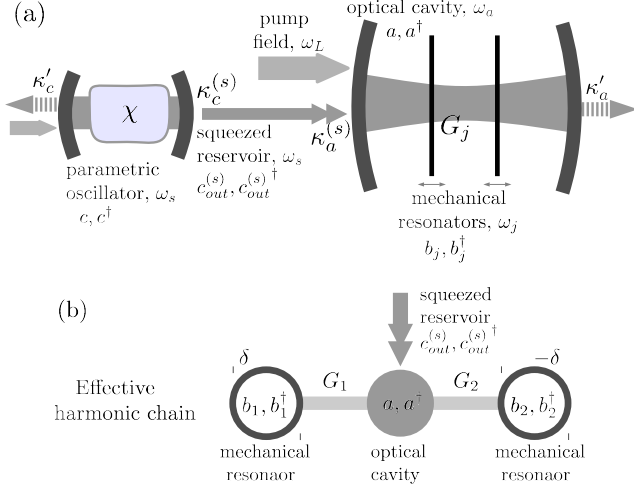 (a)
optical cavity, ω_a
a, a†
pump
field, ω_L
κ′_c
χ
κ_c^(s)
κ_a^(s)
G_j
κ′_a
squeezed
reservoir, ω_s
c_out^(s), c_out^(s)†
parametric
oscillator, ω_s
c, c†
mechanical
resonators, ω_j
b_j, b_j†
(b)
squeezed
reservoir
c_out^(s), c_out^(s)†
δ
−δ
Effective
harmonic chain
b_1, b_1†
G_1
a, a†
G_2
b_2, b_2†
mechanical
resonaor
optical
cavity
mechanical
resonaor